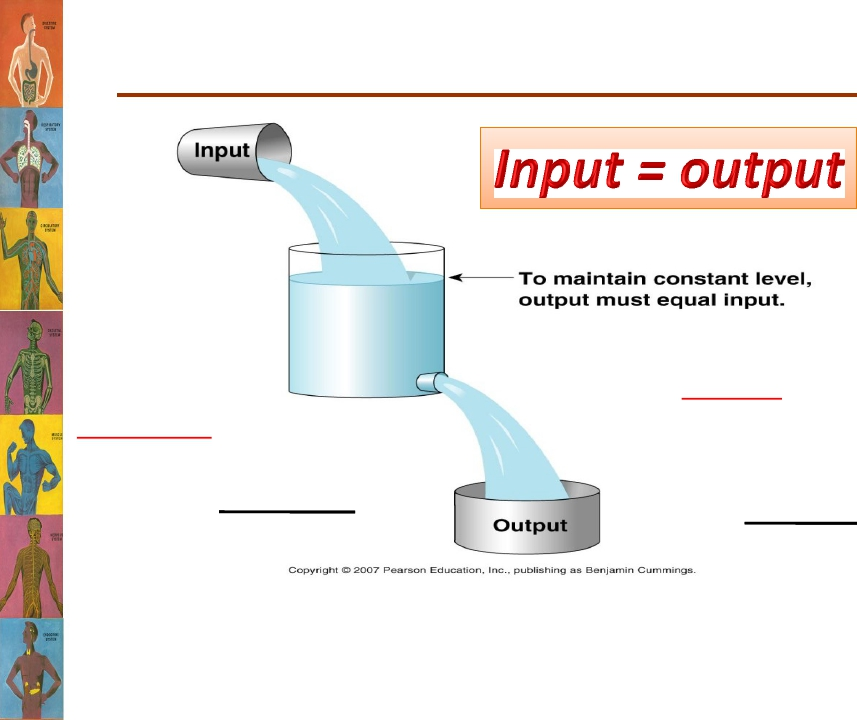 Input
Input = output
To maintain constant level,
output must equal input.
Output
Copyright © 2007 Pearson Education, Inc., publishing as Benjamin Cummings.